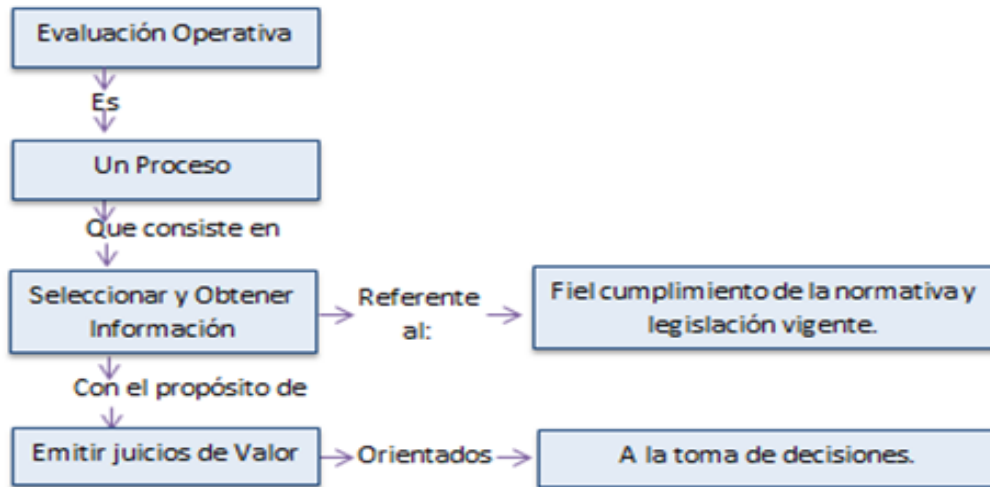 Evaluación Operativa
Es
Un Proceso
Que consiste en
Seleccionar y Obtener
Información
Referente
al:
Fiel cumplimiento de la normativa y
legislación vigente.
Con el propósito de
Emitir juicios de Valor
Orientados
A la toma de decisiones.